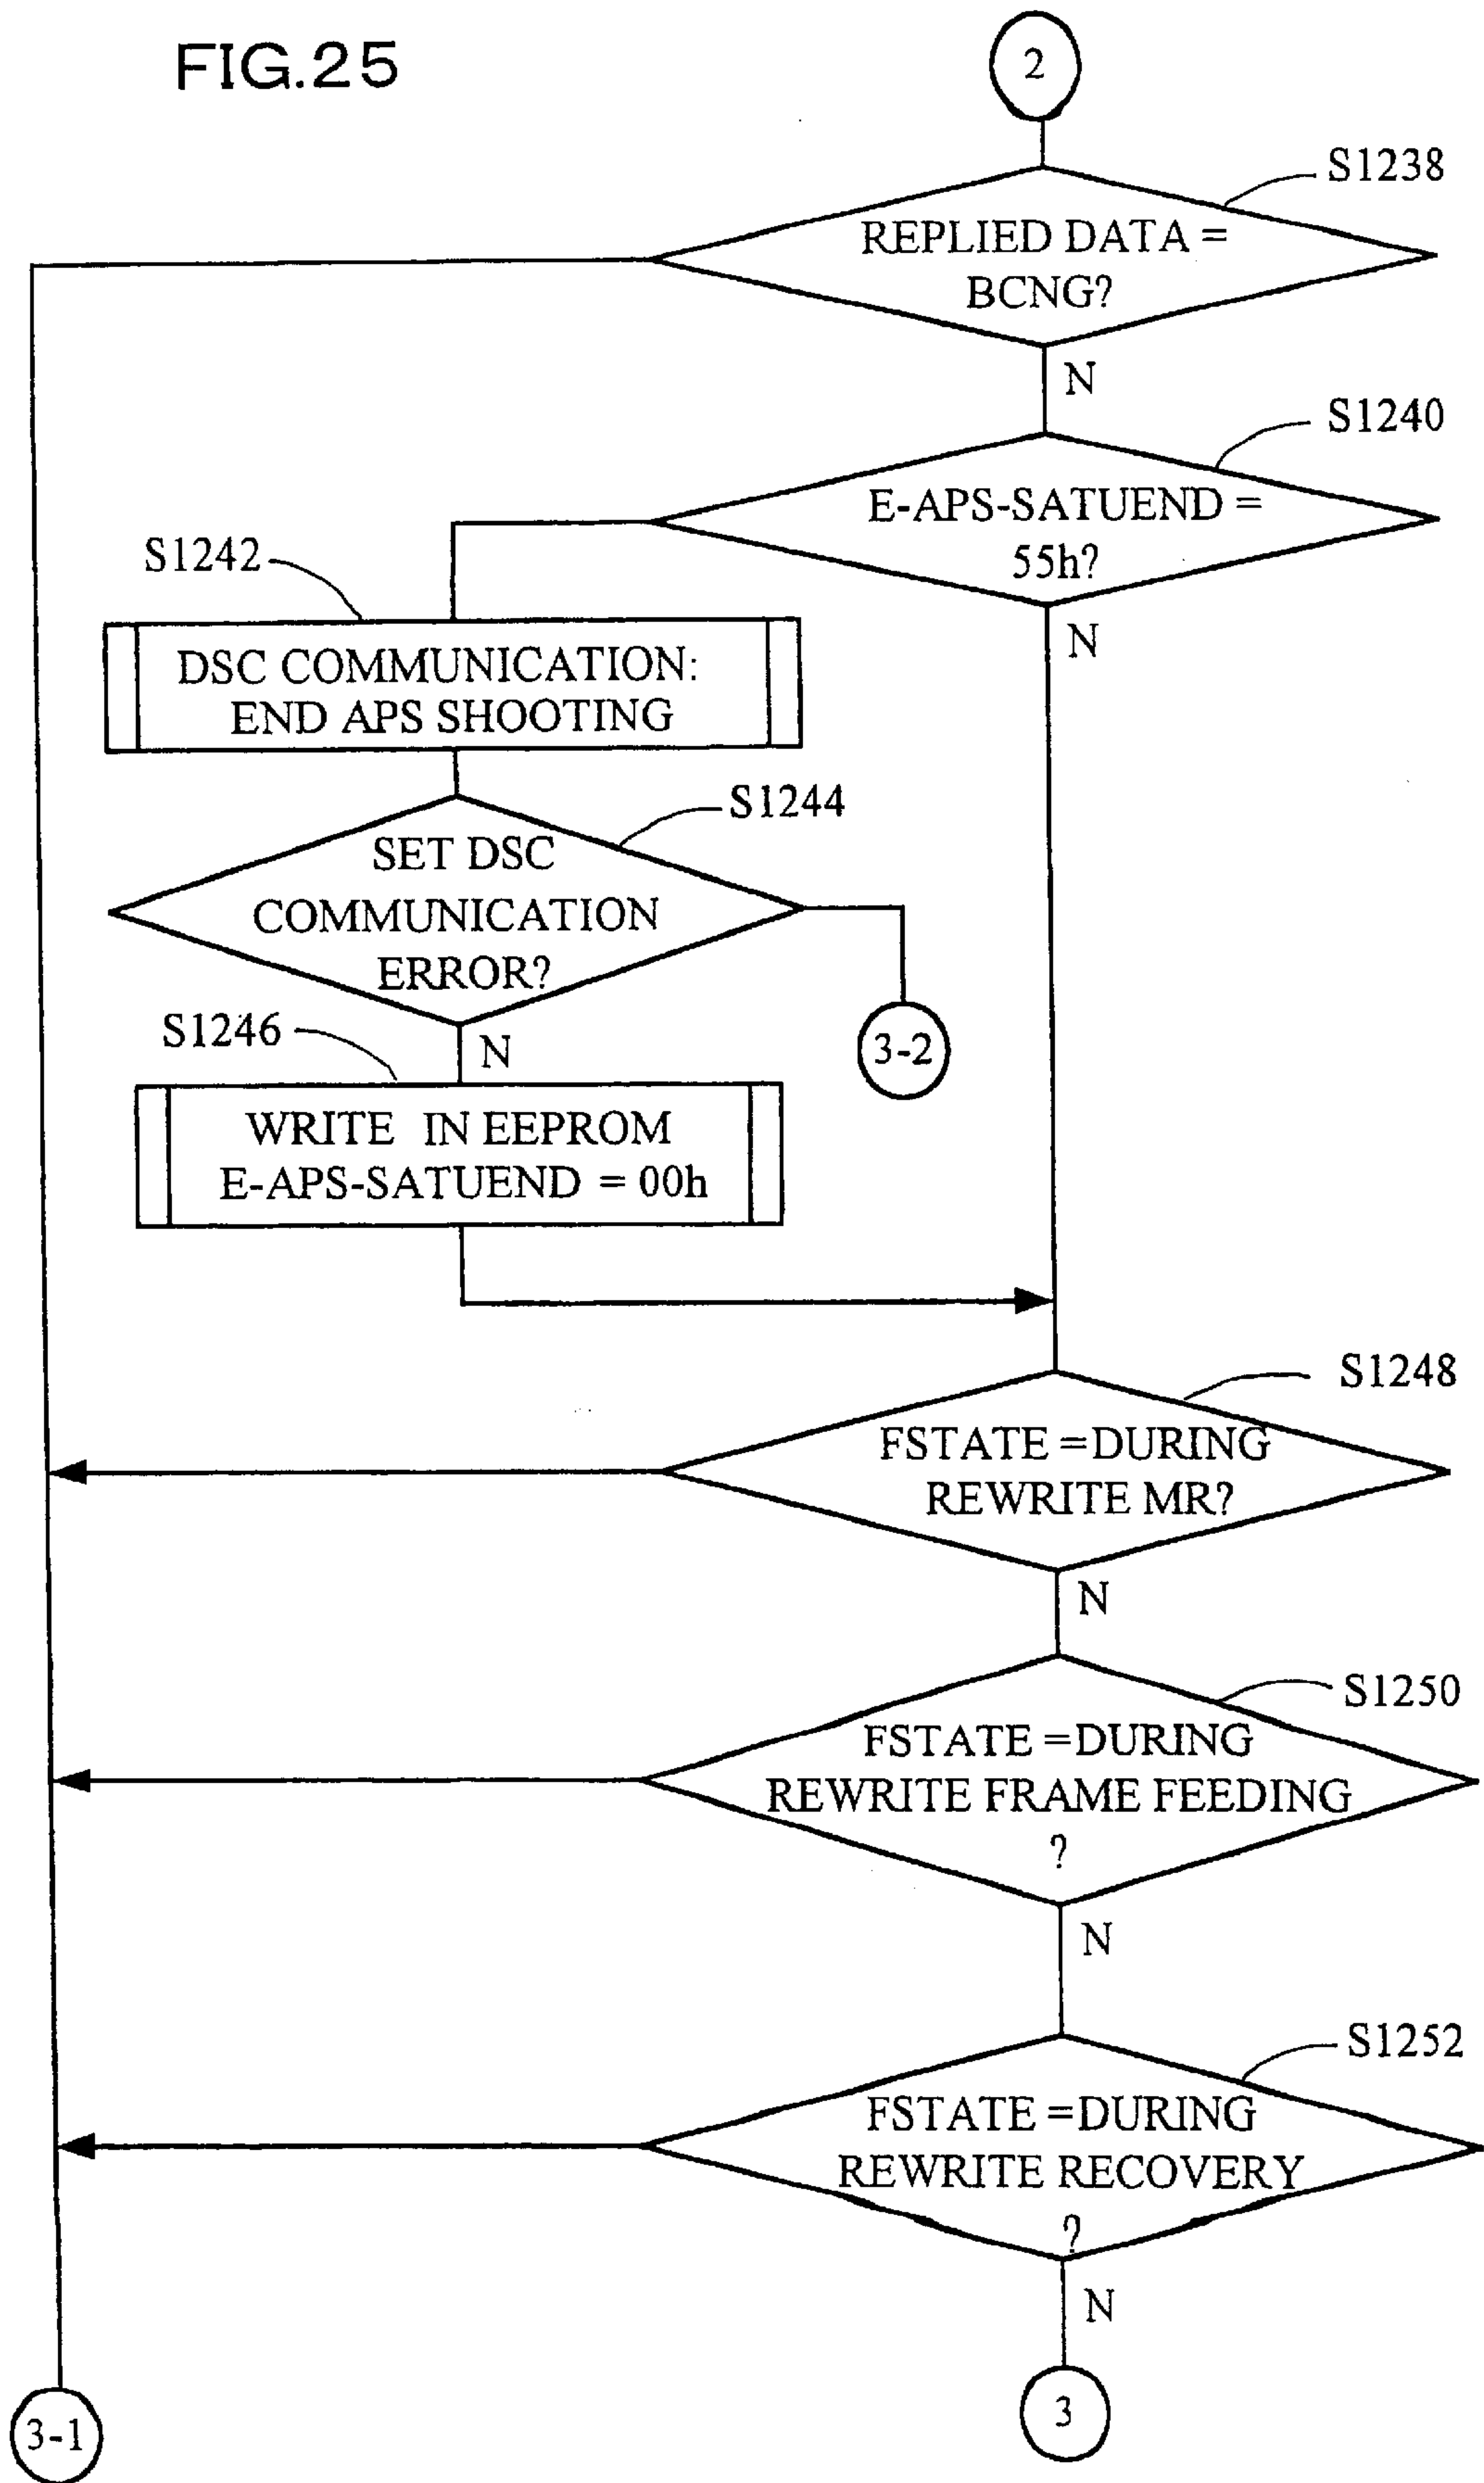 FIG.25
2
S1238
REPLIED DATA =
BCNG?
N
S1240
E-APS-SATUEND =
55h?
N
S1242
DSC COMMUNICATION:
END APS SHOOTING
S1244
SET DSC
COMMUNICATION
ERROR?
3-2
S1246
N
WRITE IN EEPROM
E-APS-SATUEND = 00h
S1248
FSTATE =DURING
REWRITE MR?
N
S1250
FSTATE =DURING
REWRITE FRAME FEEDING
?
N
S1252
FSTATE =DURING
REWRITE RECOVERY
?
N
3-1
3